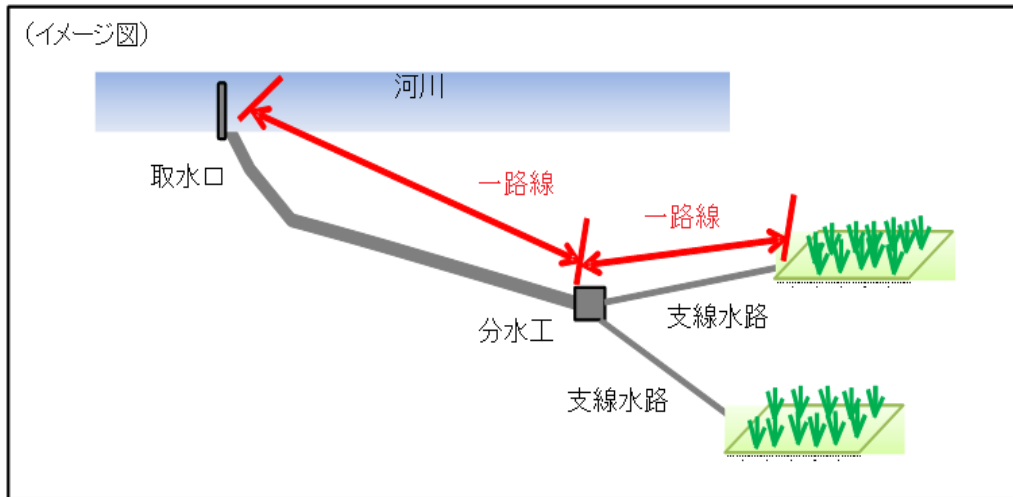 (イメージ図)
河川
取水口
一路線
一路線
分水工
支線水路
支線水路